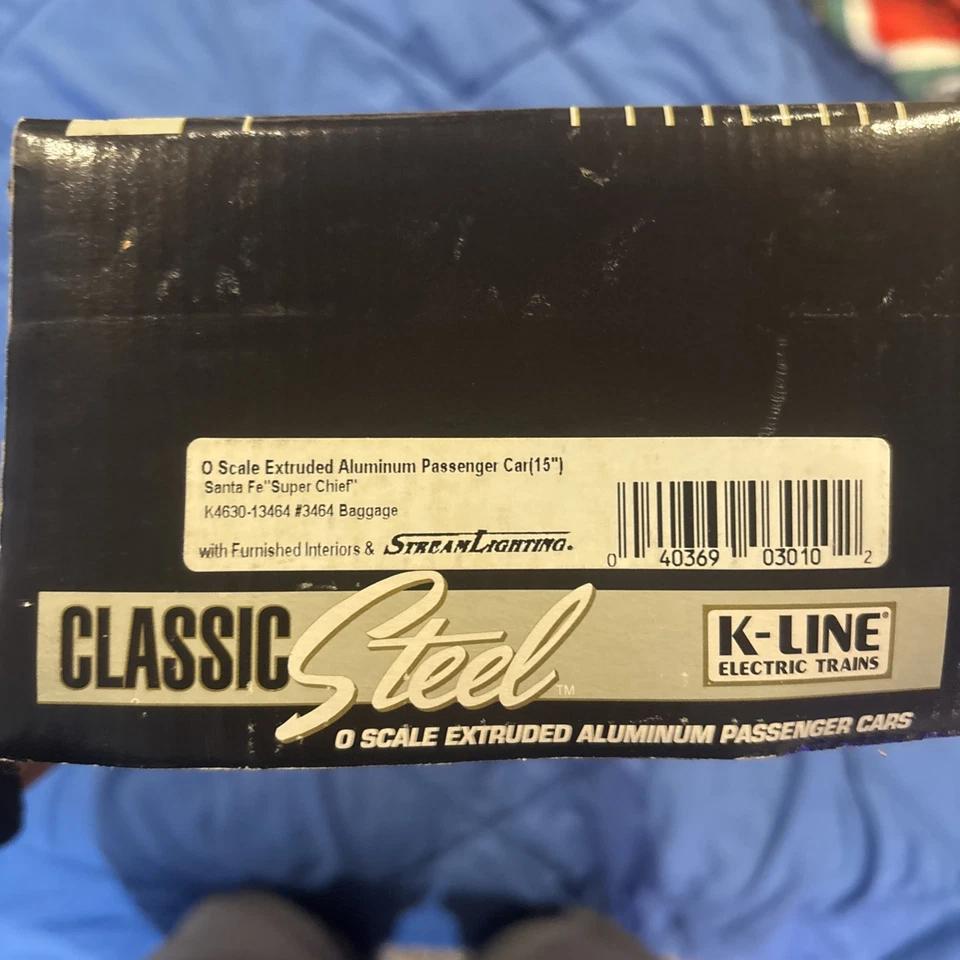 O Scale Extruded Aluminum Passenger Car(15")
Santa Fe"Super Chief"
K4630-13464 #3464 Baggage
with Furnished Interiors & STREAMLIGHTING.
0 40369 03010 2
CLASSIC Steel™
K-LINE®
ELECTRIC TRAINS
O SCALE EXTRUDED ALUMINUM PASSENGER CARS